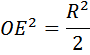 OE² = R²/2